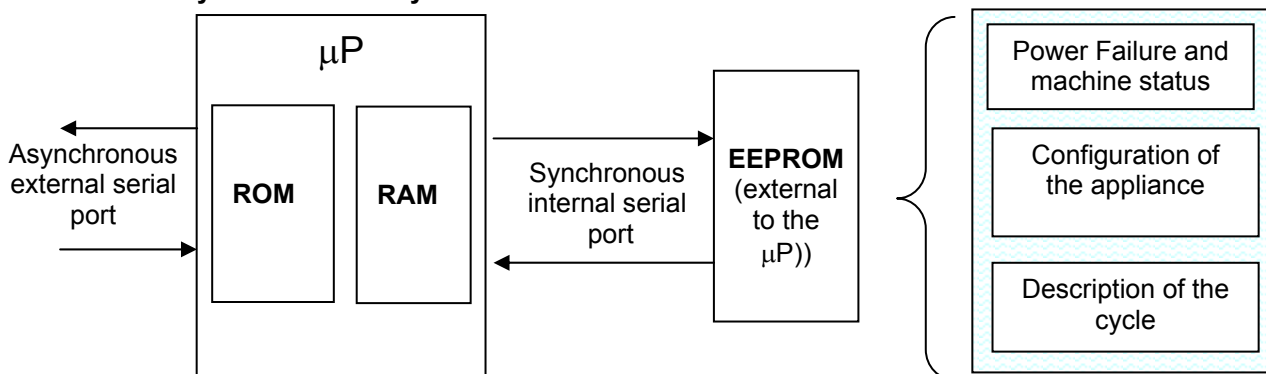 μP
Asynchronous
external serial
port
ROM
RAM
Synchronous
internal serial
port
EEPROM
(external
to the
μP))
Power Failure and
machine status
Configuration of
the appliance
Description of the
cycle